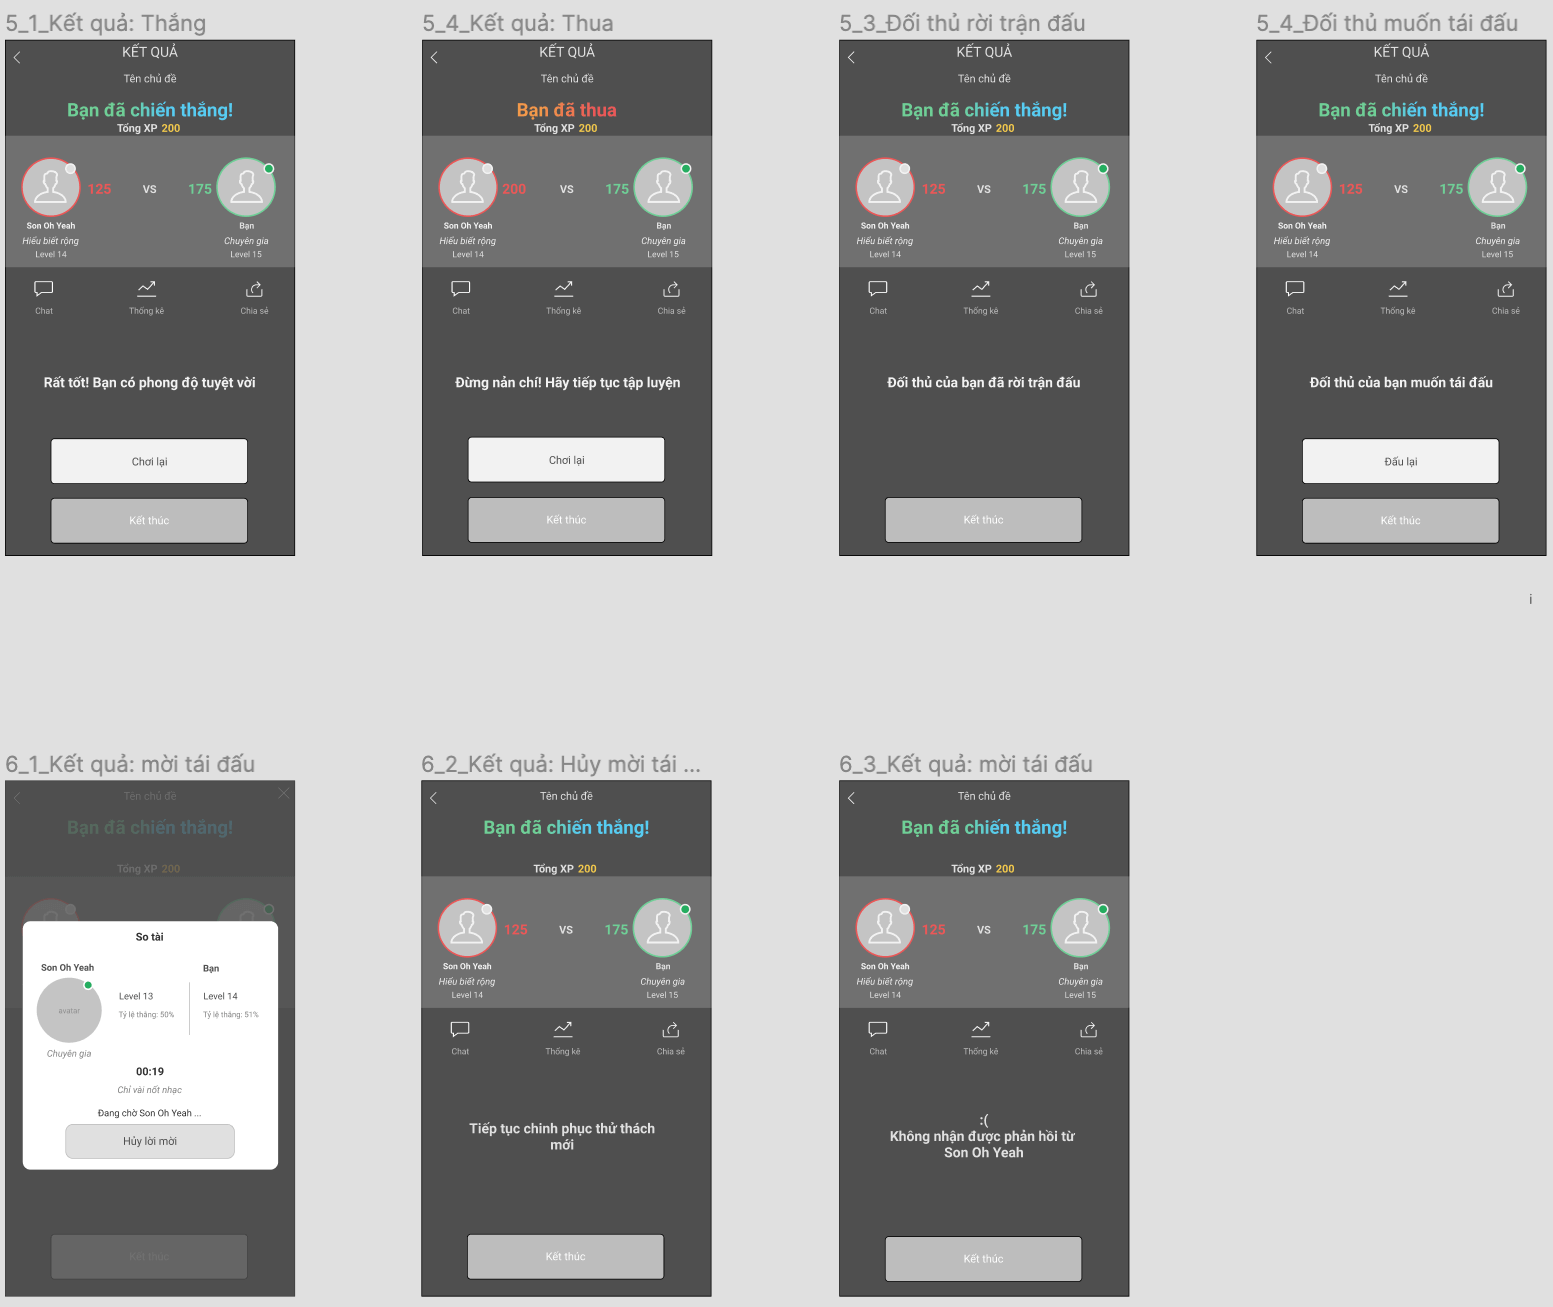 5_1_Kết quả: Thắng
KẾT QUẢ
Tên chủ đề
Bạn đã chiến thắng!
Tổng XP 200
125 vs 175
Son Oh Yeah Bạn
Hiểu biết rộng Chuyên gia
Level 14 Level 15
Chat Thống kê Chia sẻ
Rất tốt! Bạn có phong độ tuyệt vời
Chơi lại
Kết thúc
5_4_Kết quả: Thua
KẾT QUẢ
Tên chủ đề
Bạn đã thua
Tổng XP 200
200 vs 175
Son Oh Yeah Bạn
Hiểu biết rộng Chuyên gia
Level 14 Level 15
Chat Thống kê Chia sẻ
Đừng nản chí! Hãy tiếp tục tập luyện
Chơi lại
Kết thúc
5_3_Đối thủ rời trận đấu
KẾT QUẢ
Tên chủ đề
Bạn đã chiến thắng!
Tổng XP 200
125 vs 175
Son Oh Yeah Bạn
Hiểu biết rộng Chuyên gia
Level 14 Level 15
Chat Thống kê Chia sẻ
Đối thủ của bạn đã rời trận đấu
Kết thúc
5_4_Đối thủ muốn tái đấu
KẾT QUẢ
Tên chủ đề
Bạn đã chiến thắng!
Tổng XP 200
125 vs 175
Son Oh Yeah Bạn
Hiểu biết rộng Chuyên gia
Level 14 Level 15
Chat Thống kê Chia sẻ
Đối thủ của bạn muốn tái đấu
Đấu lại
Kết thúc
i
6_1_Kết quả: mời tái đấu
Tên chủ đề
Bạn đã chiến thắng!
Tổng XP 200
So tài
Son Oh Yeah Bạn
Level 13 Level 14
avatar Tỷ lệ thắng: 50% Tỷ lệ thắng: 51%
Chuyên gia
00:19
Chỉ vài nốt nhạc
Đang chờ Son Oh Yeah ...
Hủy lời mời
Kết thúc
6_2_Kết quả: Hủy mời tái ...
Tên chủ đề
Bạn đã chiến thắng!
Tổng XP 200
125 vs 175
Son Oh Yeah Bạn
Hiểu biết rộng Chuyên gia
Level 14 Level 15
Chat Thống kê Chia sẻ
Tiếp tục chinh phục thử thách
mới
Kết thúc
6_3_Kết quả: mời tái đấu
Tên chủ đề
Bạn đã chiến thắng!
Tổng XP 200
125 vs 175
Son Oh Yeah Bạn
Hiểu biết rộng Chuyên gia
Level 14 Level 15
Chat Thống kê Chia sẻ
:(
Không nhận được phản hồi từ
Son Oh Yeah
Kết thúc